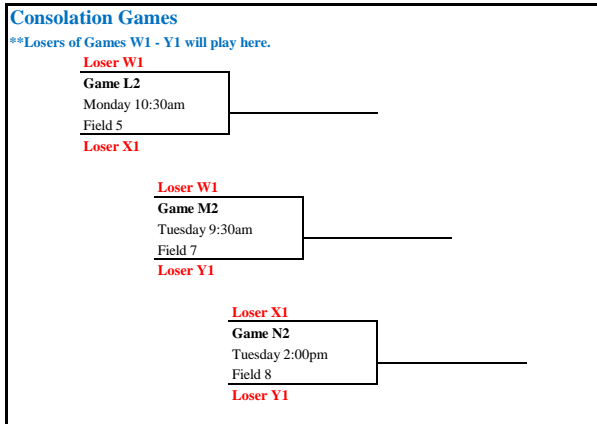 Consolation Games
**Losers of Games W1 - Y1 will play here.
Loser W1
Game L2
Monday 10:30am
Field 5
Loser X1
Loser W1
Game M2
Tuesday 9:30am
Field 7
Loser Y1
Loser X1
Game N2
Tuesday 2:00pm
Field 8
Loser Y1